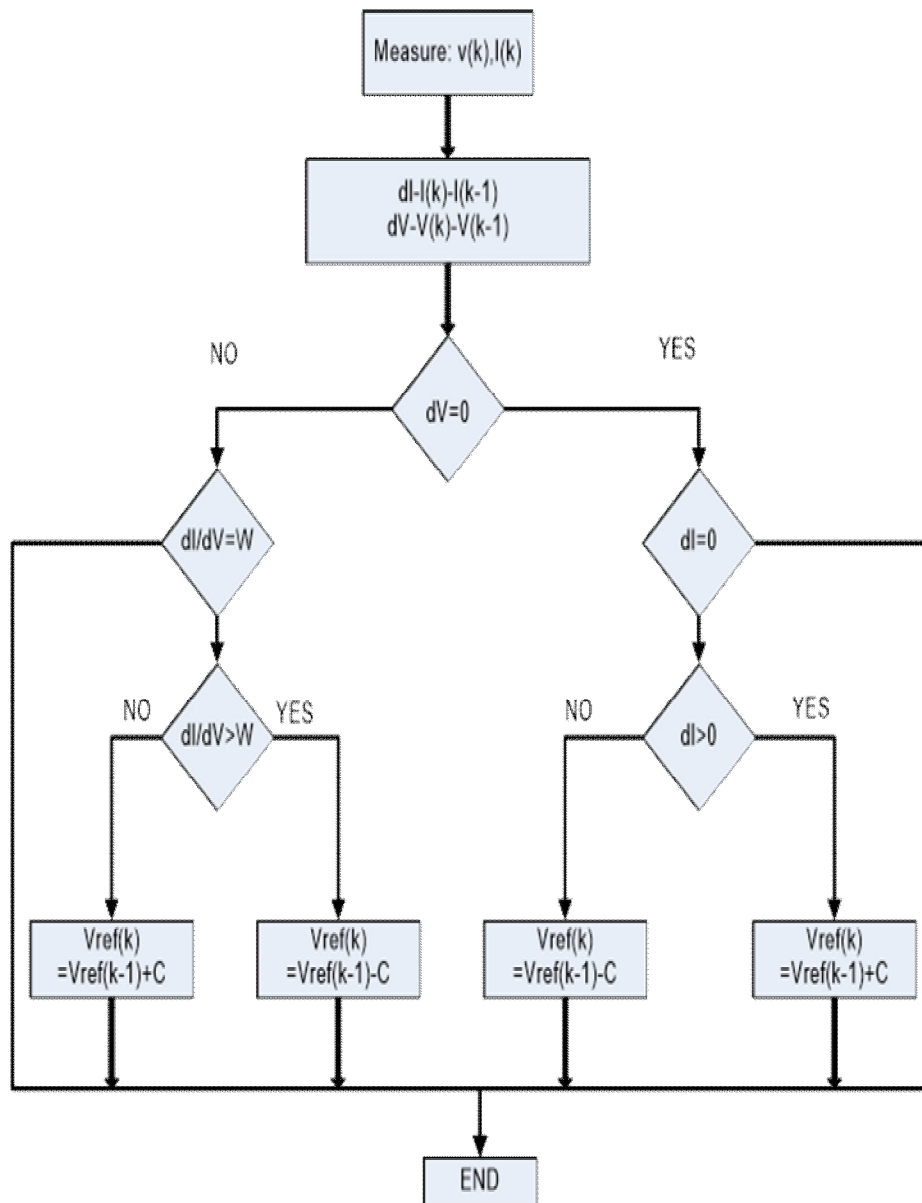 Measure: v(k),I(k)
dI-I(k)-I(k-1)
dV-V(k)-V(k-1)
NO
YES
dV=0
dI/dV=W
dI=0
NO
YES
dI/dV>W
NO
YES
dI>0
Vref(k)
=Vref(k-1)+C
Vref(k)
=Vref(k-1)-C
Vref(k)
=Vref(k-1)-C
Vref(k)
=Vref(k-1)+C
END